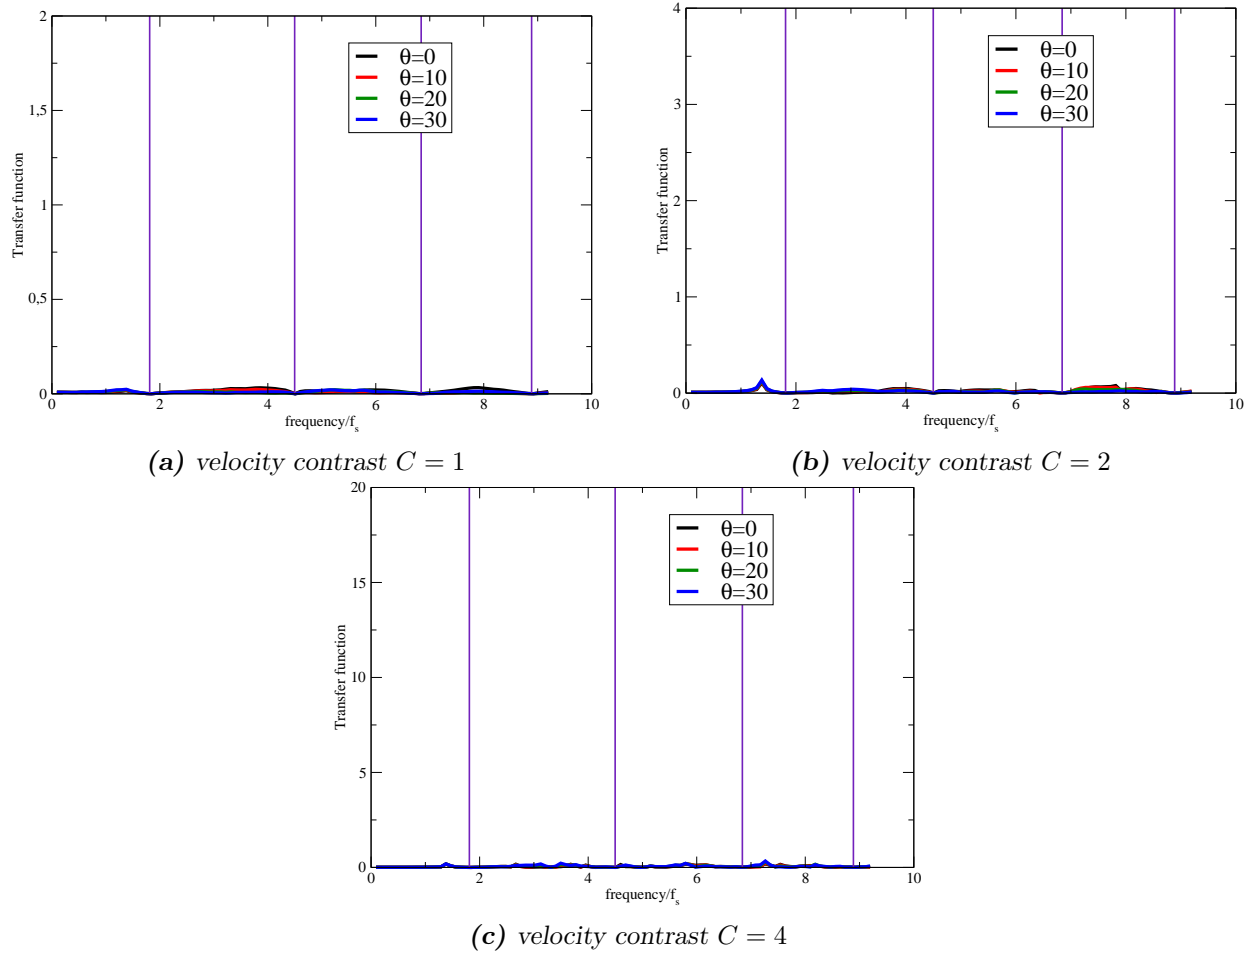 2
1,5
1
0,5
0
Transfer function
θ=0
θ=10
θ=20
θ=30
0 2 4 6 8 10
frequency/fs
(a) velocity contrast C = 1
4
3
2
1
0
Transfer function
θ=0
θ=10
θ=20
θ=30
0 2 4 6 8 10
frequency/fs
(b) velocity contrast C = 2
20
15
10
5
0
Transfer function
θ=0
θ=10
θ=20
θ=30
0 2 4 6 8 10
frequency/fs
(c) velocity contrast C = 4